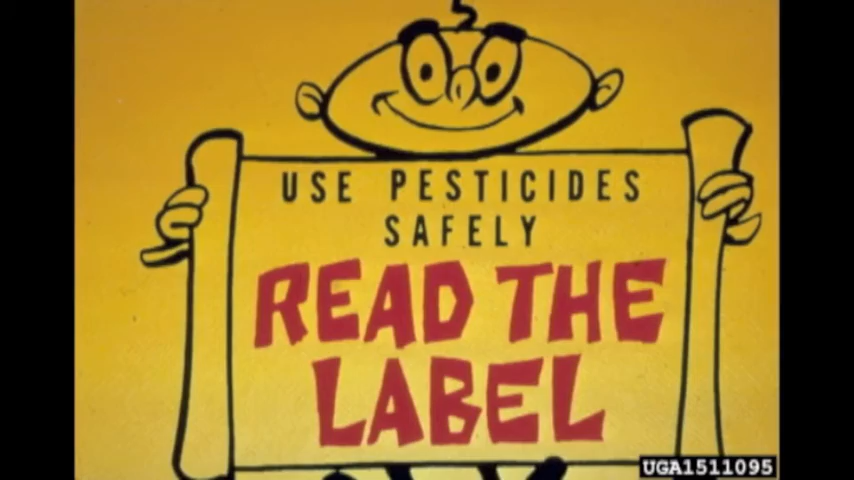 USE PESTICIDES
SAFELY
READ THE
LABEL
UGA1511095